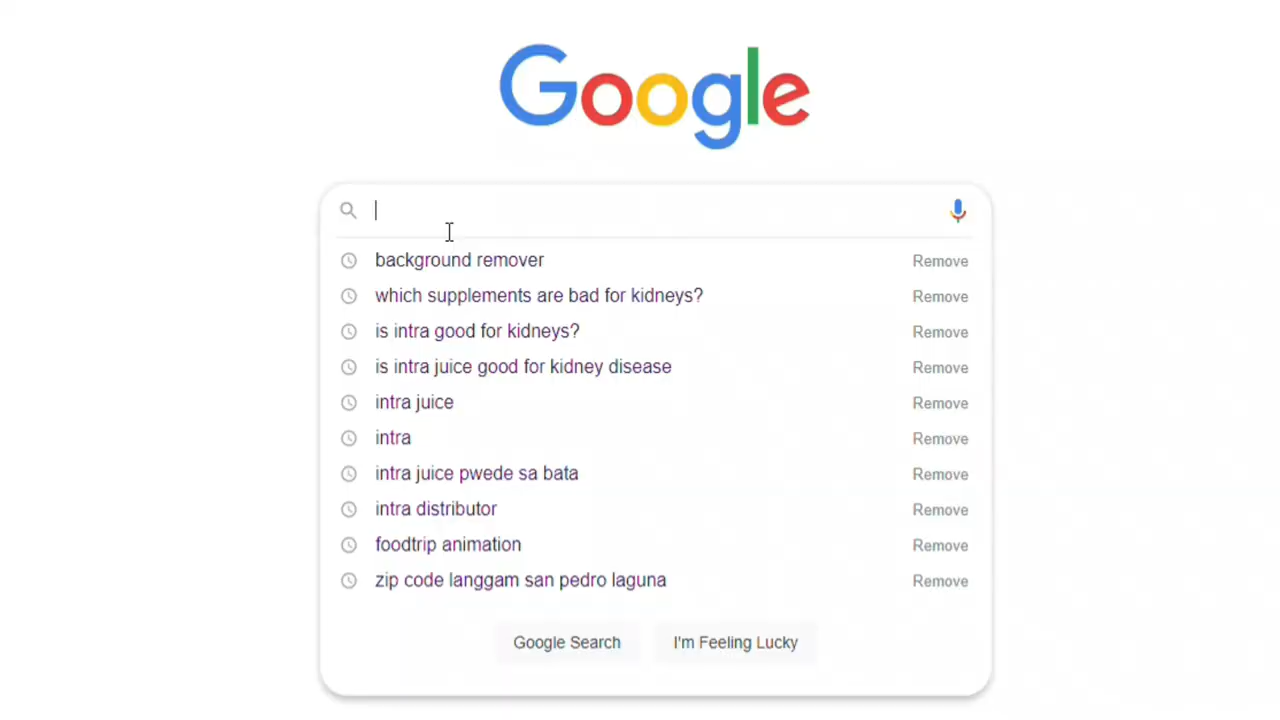 Google
background remover Remove
which supplements are bad for kidneys? Remove
is intra good for kidneys? Remove
is intra juice good for kidney disease Remove
intra juice Remove
intra Remove
intra juice pwede sa bata Remove
intra distributor Remove
foodtrip animation Remove
zip code langgam san pedro laguna Remove
Google Search I'm Feeling Lucky